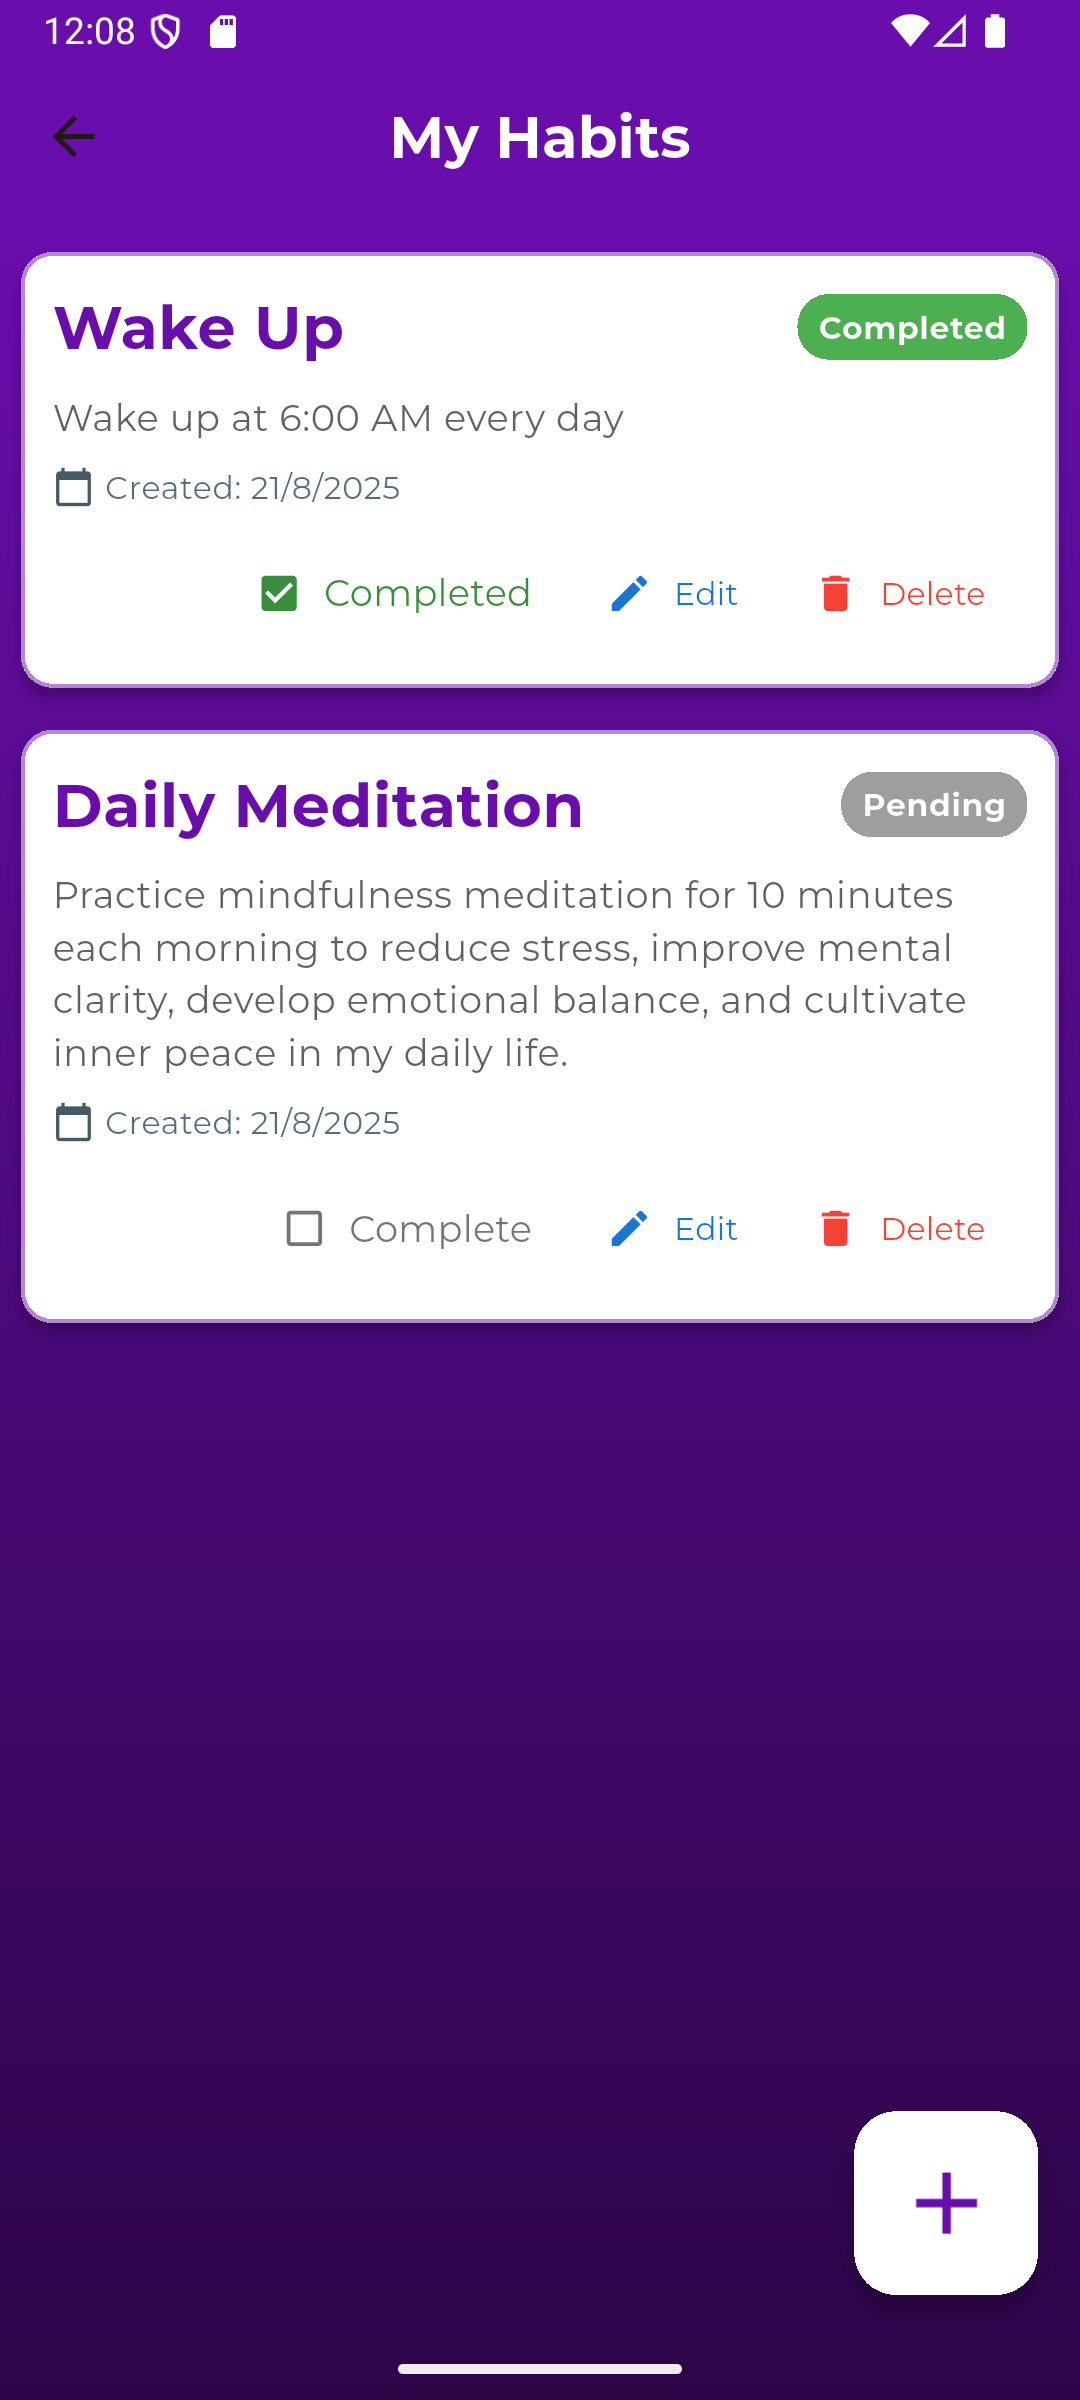 12:08
My Habits
Wake Up
Completed
Wake up at 6:00 AM every day
Created: 21/8/2025
Completed
Edit
Delete
Daily Meditation
Pending
Practice mindfulness meditation for 10 minutes
each morning to reduce stress, improve mental
clarity, develop emotional balance, and cultivate
inner peace in my daily life.
Created: 21/8/2025
Complete
Edit
Delete